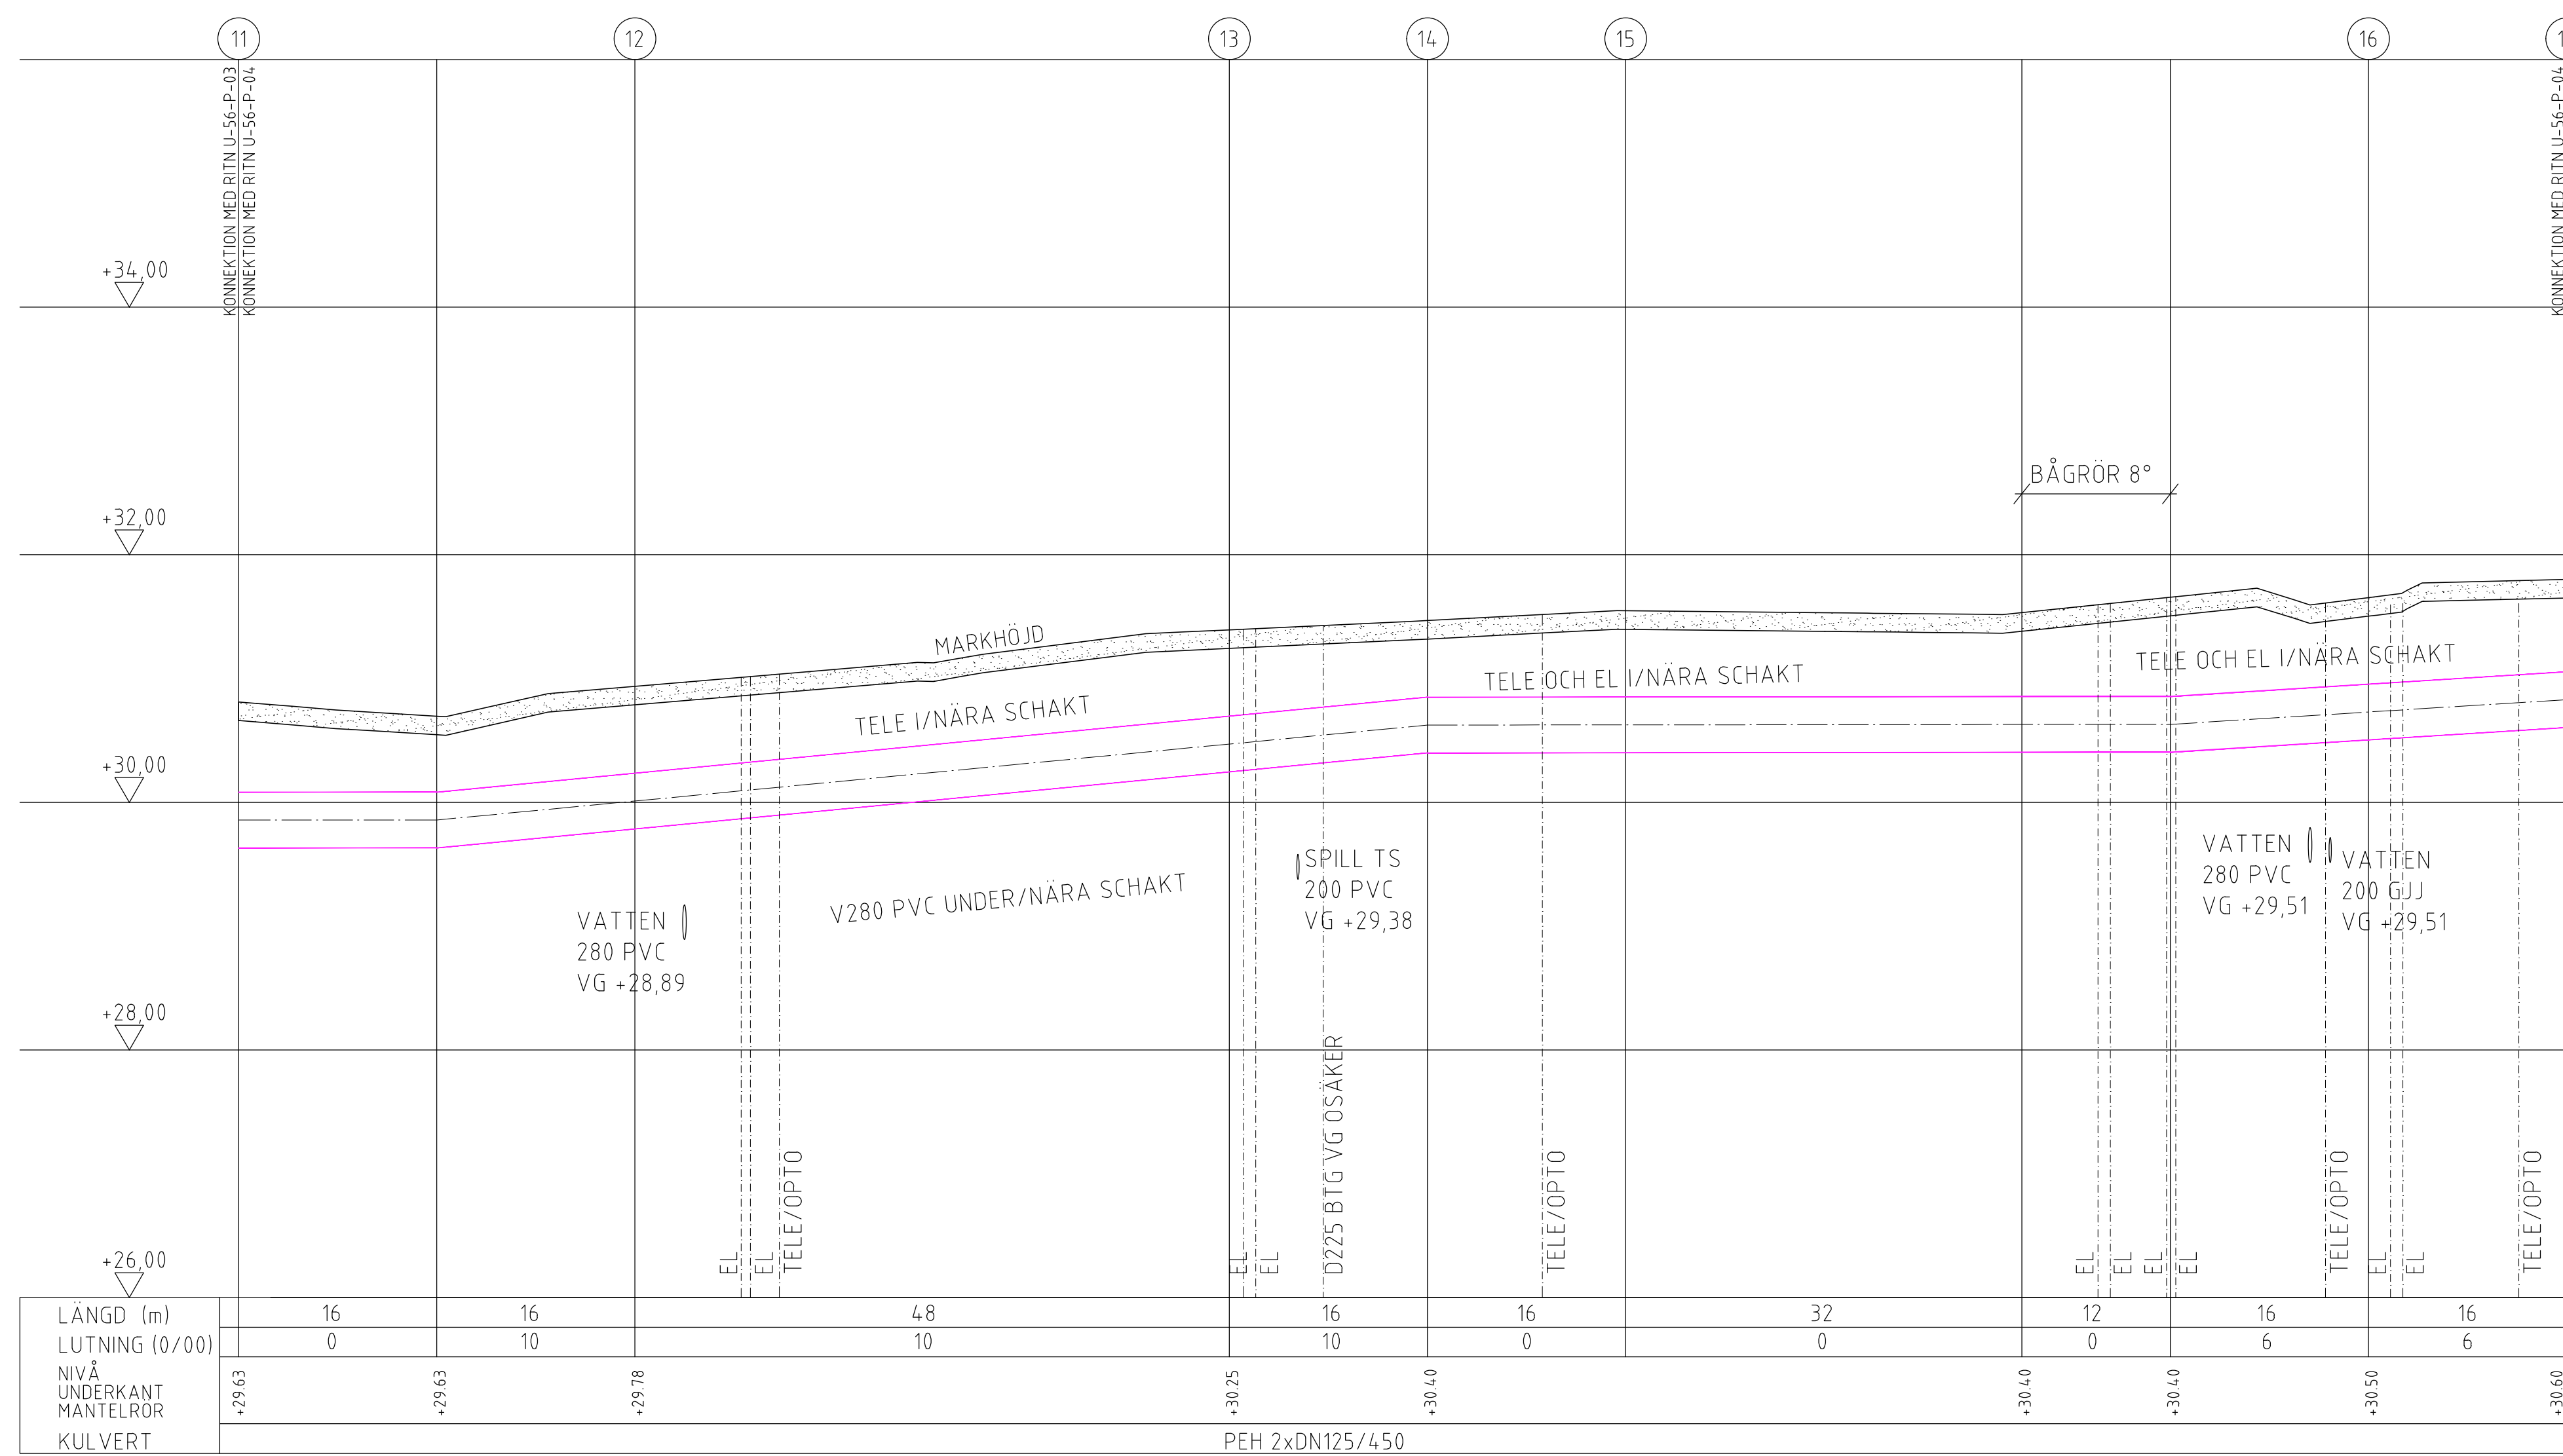 11
12
13
14
15
16
KONNEKTION MED RITN U-56-P-03
KONNEKTION MED RITN U-56-P-04
KONNEKTION MED RITN U-56-P-04
+34,00
BÅGRÖR 8°
+32,00
MARKHÖJD
TELE OCH EL I/NÄRA SCHAKT
TELE OCH EL I/NÄRA SCHAKT
TELE I/NÄRA SCHAKT
+30,00
VATTEN
280 PVC
VG +28,89
V280 PVC UNDER/NÄRA SCHAKT
SPILL TS
200 PVC
VG +29,38
VATTEN
280 PVC
VG +29,51
VATTEN
200 GJJ
VG +29,51
+28,00
EL
EL
TELE/OPTO
EL
EL
D225 BTG VG OSÄKER
TELE/OPTO
EL
EL
EL
EL
TELE/OPTO
EL
EL
TELE/OPTO
+26,00
LÄNGD (m) 16 16 48 16 16 32 12 16 16
LUTNING (0/00) 0 10 10 10 0 0 0 6 6
NIVÅ
UNDERKANT
MANTELRÖR
+29.63 +29.63 +29.78 +30.25 +30.40 +30.40 +30.40 +30.50 +30.60
KULVERT PEH 2xDN125/450